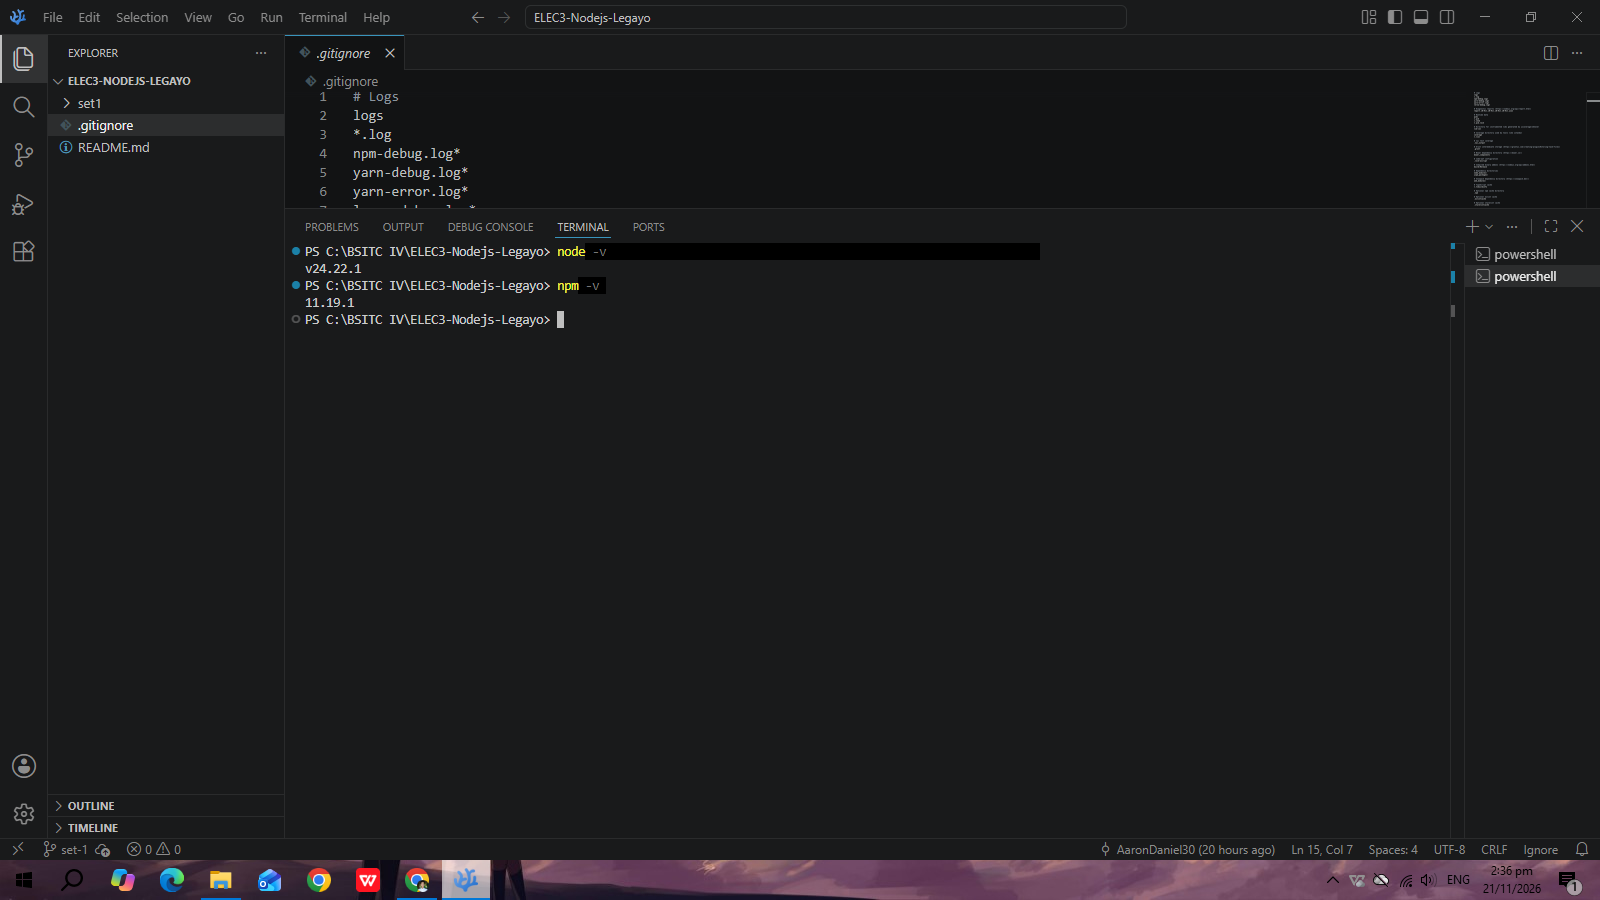 File Edit Selection View Go Run Terminal Help
ELEC3-Nodejs-Legayo
EXPLORER
ELEC3-NODEJS-LEGAYO
set1
.gitignore
README.md
OUTLINE
TIMELINE
.gitignore
.gitignore
1 # Logs
2 logs
3 *.log
4 npm-debug.log*
5 yarn-debug.log*
6 yarn-error.log*
PROBLEMS OUTPUT DEBUG CONSOLE TERMINAL PORTS
PS C:\BSITC IV\ELEC3-Nodejs-Legayo> node -v
v24.22.1
PS C:\BSITC IV\ELEC3-Nodejs-Legayo> npm -v
11.19.1
PS C:\BSITC IV\ELEC3-Nodejs-Legayo>
powershell
powershell
set-1 0 0 AaronDaniel30 (20 hours ago) Ln 15, Col 7 Spaces: 4 UTF-8 CRLF Ignore
ENG
2:36 pm
21/11/2026
1